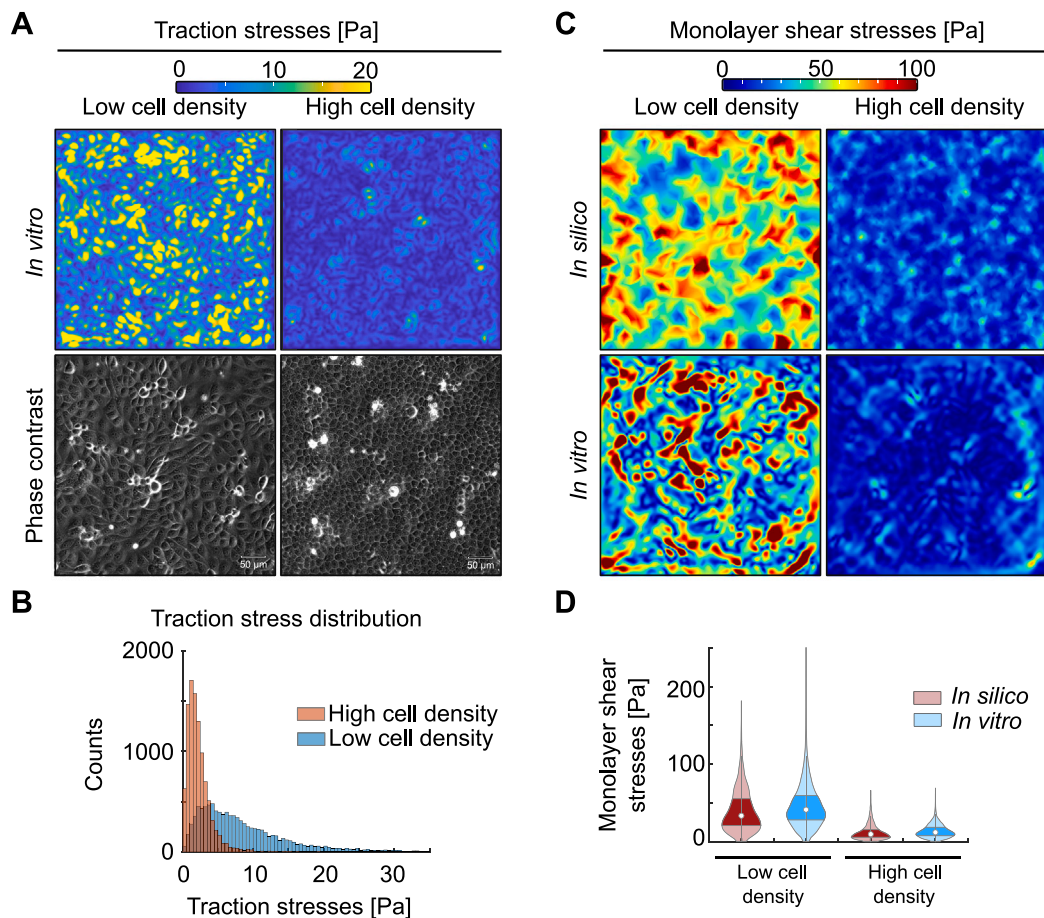 A
Traction stresses [Pa]
0 10 20
Low cell density High cell density
In vitro
Phase contrast
50 µm
50 µm
B
Traction stress distribution
2000
1000
0
Counts
High cell density
Low cell density
0 10 20 30
Traction stresses [Pa]
C
Monolayer shear stresses [Pa]
0 50 100
Low cell density High cell density
In silico
In vitro
D
Monolayer shear
stresses [Pa]
200
100
0
In silico
In vitro
Low cell
density
High cell
density